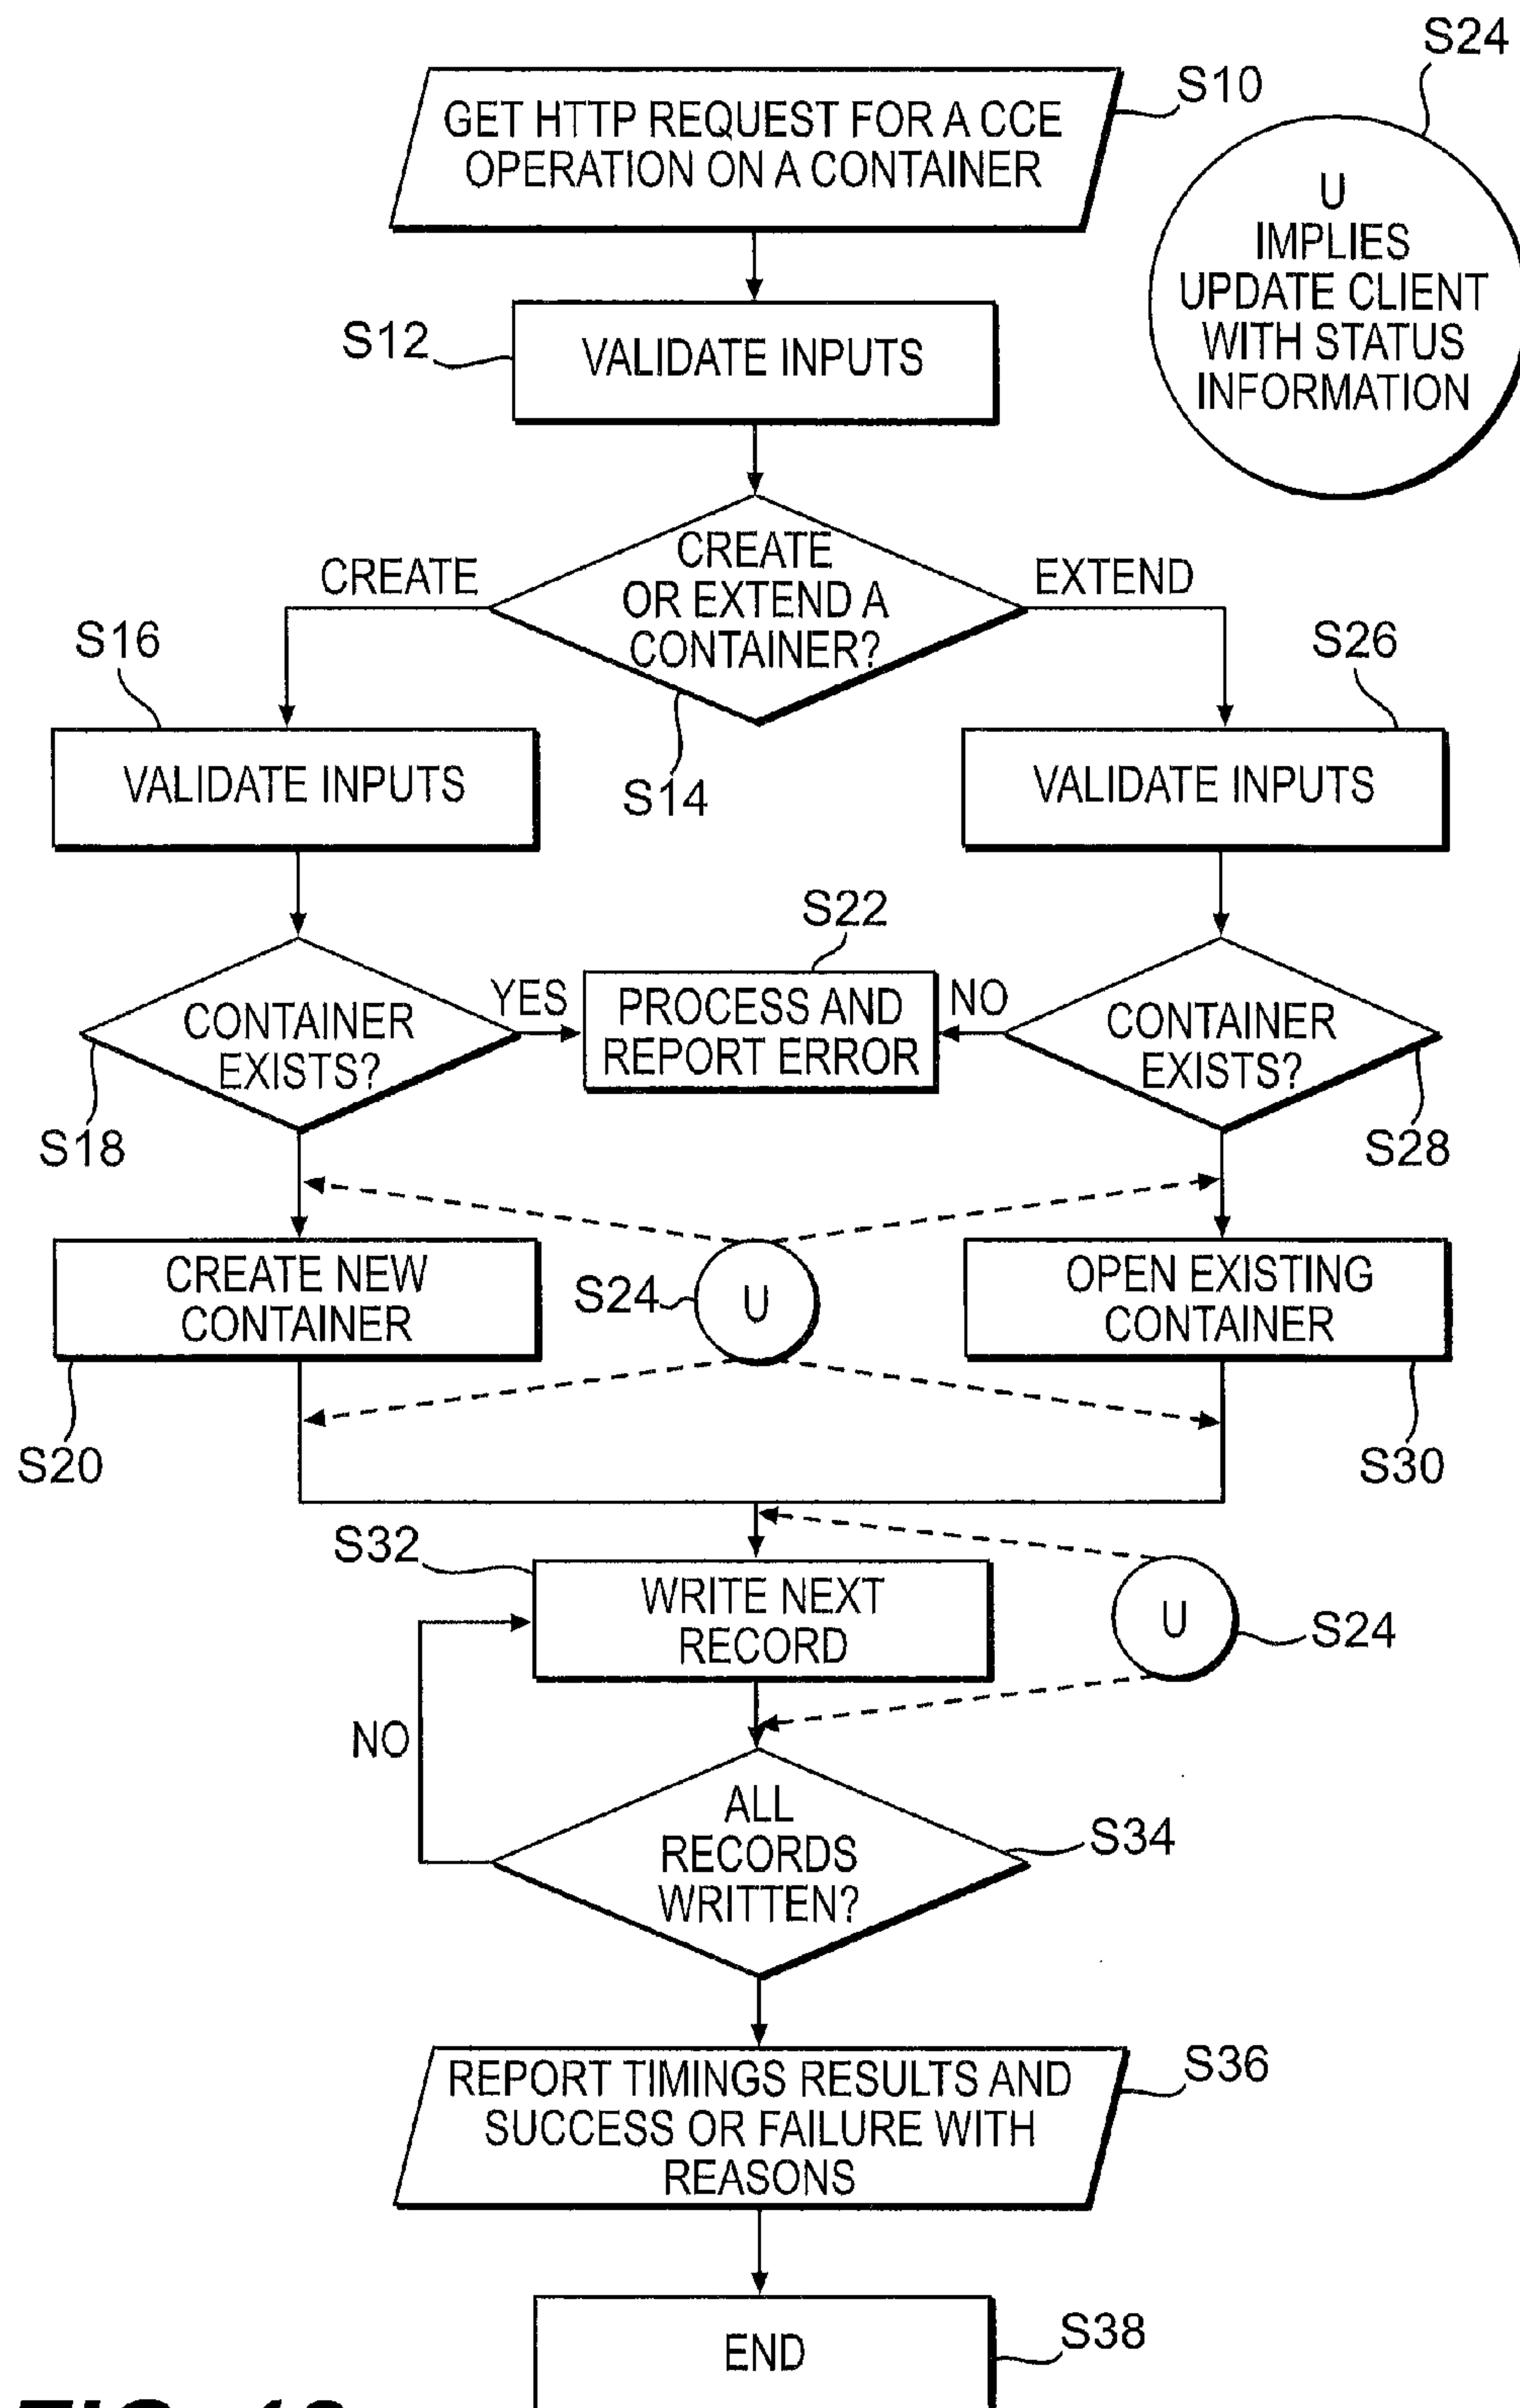 S24
S10
GET HTTP REQUEST FOR A CCE
OPERATION ON A CONTAINER
U
IMPLIES
UPDATE CLIENT
WITH STATUS
INFORMATION
S12
VALIDATE INPUTS
CREATE
OR EXTEND A
CONTAINER?
CREATE
EXTEND
S16
S26
S14
VALIDATE INPUTS
VALIDATE INPUTS
S22
CONTAINER
EXISTS?
YES
PROCESS AND
REPORT ERROR
NO
CONTAINER
EXISTS?
S18
S28
CREATE NEW
CONTAINER
S24
U
OPEN EXISTING
CONTAINER
S20
S30
S32
WRITE NEXT
RECORD
U
S24
NO
ALL
RECORDS
WRITTEN?
S34
REPORT TIMINGS RESULTS AND
SUCCESS OR FAILURE WITH
REASONS
S36
END
S38